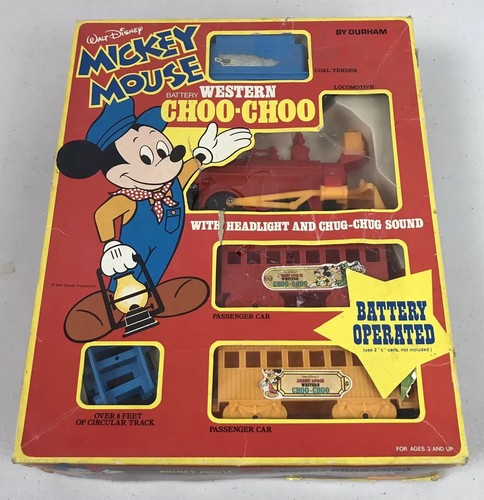 Walt Disney
MICKEY
MOUSE
BY DURHAM
COAL TENDER
LOCOMOTIVE
BATTERY WESTERN
CHOO-CHOO
WITH HEADLIGHT AND CHUG-CHUG SOUND
CHOO-CHOO
PASSENGER CAR
BATTERY
OPERATED
(use 2 "c" cells, not included.)
MICKEY MOUSE
WESTERN
CHOO-CHOO
OVER 8 FEET
OF CIRCULAR TRACK
PASSENGER CAR
FOR AGES 3 AND UP